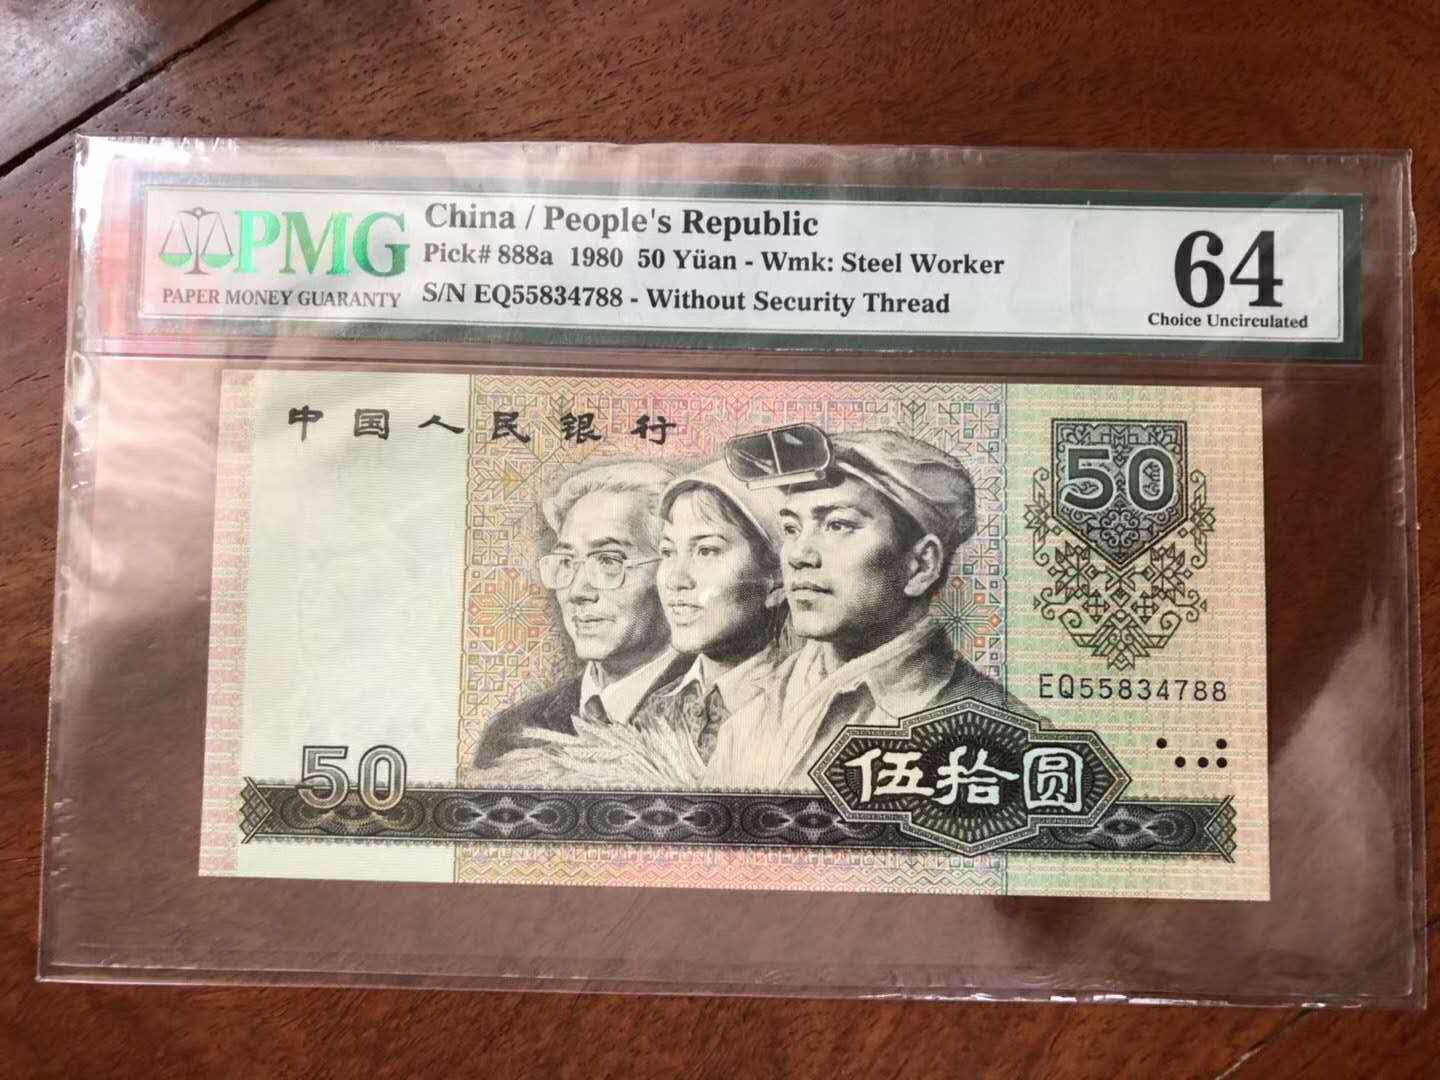 PMG
PAPER MONEY GUARANTY
China / People's Republic
Pick# 888a 1980 50 Yüan - Wmk: Steel Worker
S/N EQ55834788 - Without Security Thread
64
Choice Uncirculated
中国人民银行
50
EQ55834788
50
伍拾圆